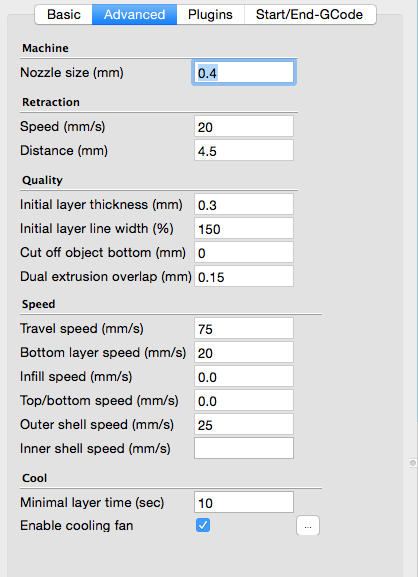 Basic Advanced Plugins Start/End-GCode
Machine
Nozzle size (mm) 0.4
Retraction
Speed (mm/s) 20
Distance (mm) 4.5
Quality
Initial layer thickness (mm) 0.3
Initial layer line width (%) 150
Cut off object bottom (mm) 0
Dual extrusion overlap (mm) 0.15
Speed
Travel speed (mm/s) 75
Bottom layer speed (mm/s) 20
Infill speed (mm/s) 0.0
Top/bottom speed (mm/s) 0.0
Outer shell speed (mm/s) 25
Inner shell speed (mm/s)
Cool
Minimal layer time (sec) 10
Enable cooling fan ...